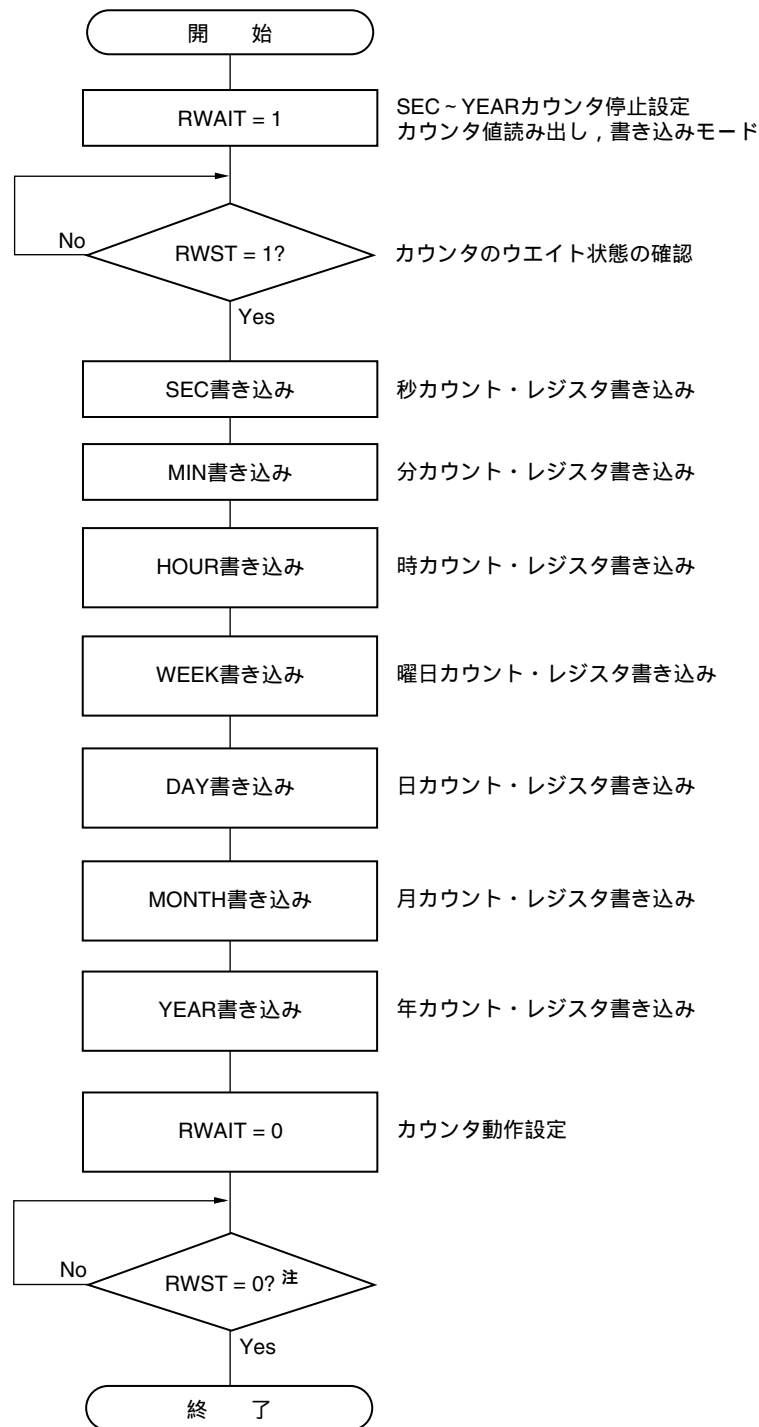 開　始
RWAIT = 1
SEC～YEARカウンタ停止設定
カウンタ値読み出し，書き込みモード
No
RWST = 1?
カウンタのウエイト状態の確認
Yes
SEC書き込み
秒カウント・レジスタ書き込み
MIN書き込み
分カウント・レジスタ書き込み
HOUR書き込み
時カウント・レジスタ書き込み
WEEK書き込み
曜日カウント・レジスタ書き込み
DAY書き込み
日カウント・レジスタ書き込み
MONTH書き込み
月カウント・レジスタ書き込み
YEAR書き込み
年カウント・レジスタ書き込み
RWAIT = 0
カウンタ動作設定
No
RWST = 0? 注
Yes
終　了